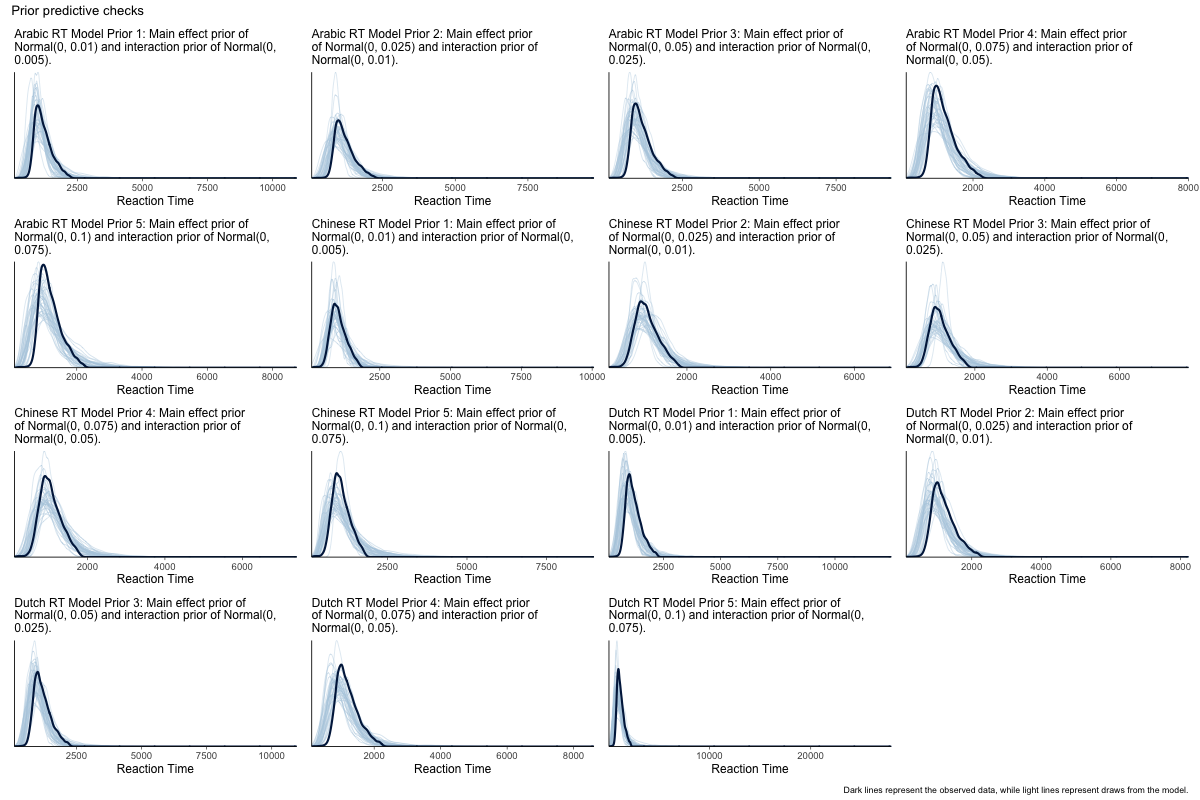 Prior predictive checks
Arabic RT Model Prior 1: Main effect prior of
Normal(0, 0.01) and interaction prior of Normal(0,
0.005).
2500 5000 7500 10000
Reaction Time
Arabic RT Model Prior 2: Main effect prior
of Normal(0, 0.025) and interaction prior of
Normal(0, 0.01).
2500 5000 7500
Reaction Time
Arabic RT Model Prior 3: Main effect prior of
Normal(0, 0.05) and interaction prior of Normal(0,
0.025).
2500 5000 7500
Reaction Time
Arabic RT Model Prior 4: Main effect prior
of Normal(0, 0.075) and interaction prior of
Normal(0, 0.05).
2000 4000 6000 8000
Reaction Time
Arabic RT Model Prior 5: Main effect prior of
Normal(0, 0.1) and interaction prior of Normal(0,
0.075).
2000 4000 6000 8000
Reaction Time
Chinese RT Model Prior 1: Main effect prior of
Normal(0, 0.01) and interaction prior of Normal(0,
0.005).
2500 5000 7500 10000
Reaction Time
Chinese RT Model Prior 2: Main effect prior
of Normal(0, 0.025) and interaction prior of
Normal(0, 0.01).
2000 4000 6000
Reaction Time
Chinese RT Model Prior 3: Main effect prior of
Normal(0, 0.05) and interaction prior of Normal(0,
0.025).
2000 4000 6000
Reaction Time
Chinese RT Model Prior 4: Main effect prior
of Normal(0, 0.075) and interaction prior of
Normal(0, 0.05).
2000 4000 6000
Reaction Time
Chinese RT Model Prior 5: Main effect prior of
Normal(0, 0.1) and interaction prior of Normal(0,
0.075).
2500 5000 7500
Reaction Time
Dutch RT Model Prior 1: Main effect prior of
Normal(0, 0.01) and interaction prior of Normal(0,
0.005).
2500 5000 7500 10000
Reaction Time
Dutch RT Model Prior 2: Main effect prior
of Normal(0, 0.025) and interaction prior of
Normal(0, 0.01).
2000 4000 6000 8000
Reaction Time
Dutch RT Model Prior 3: Main effect prior of
Normal(0, 0.05) and interaction prior of Normal(0,
0.025).
2500 5000 7500 10000
Reaction Time
Dutch RT Model Prior 4: Main effect prior
of Normal(0, 0.075) and interaction prior of
Normal(0, 0.05).
2000 4000 6000 8000
Reaction Time
Dutch RT Model Prior 5: Main effect prior of
Normal(0, 0.1) and interaction prior of Normal(0,
0.075).
10000 20000
Reaction Time
Dark lines represent the observed data, while light lines represent draws from the model.